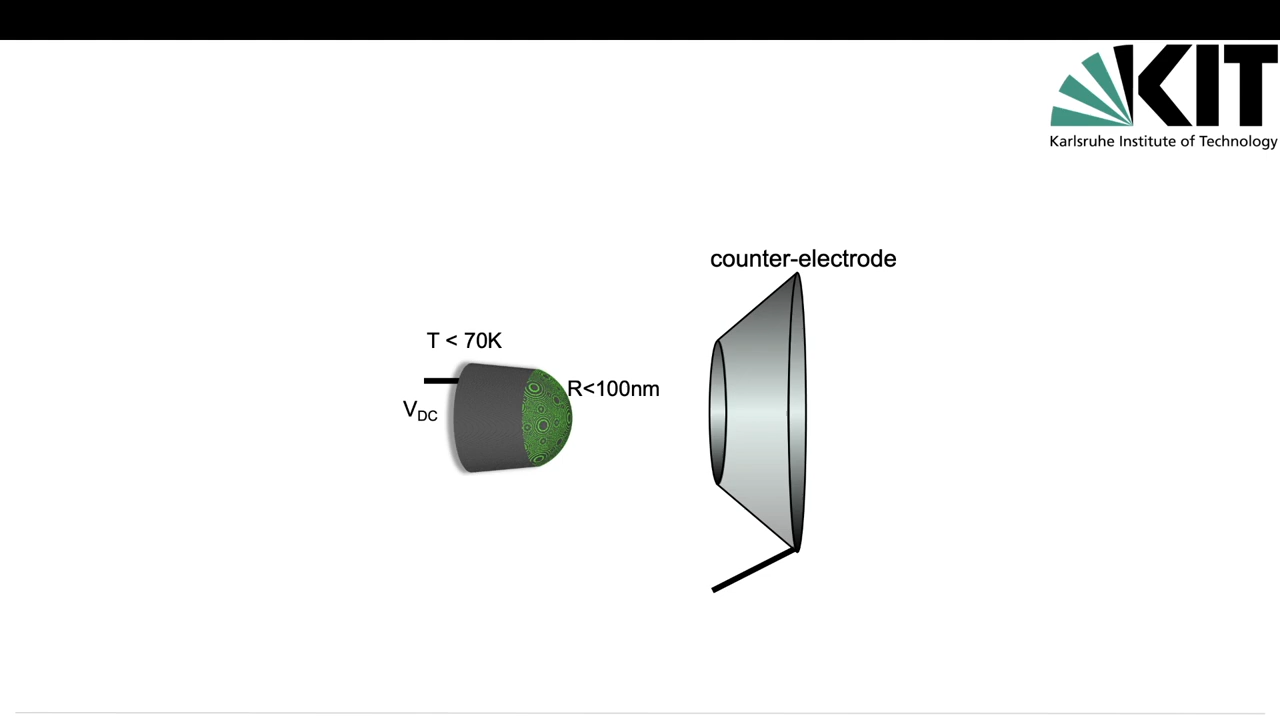 KIT
Karlsruhe Institute of Technology
counter-electrode
T < 70K
R<100nm
VDC